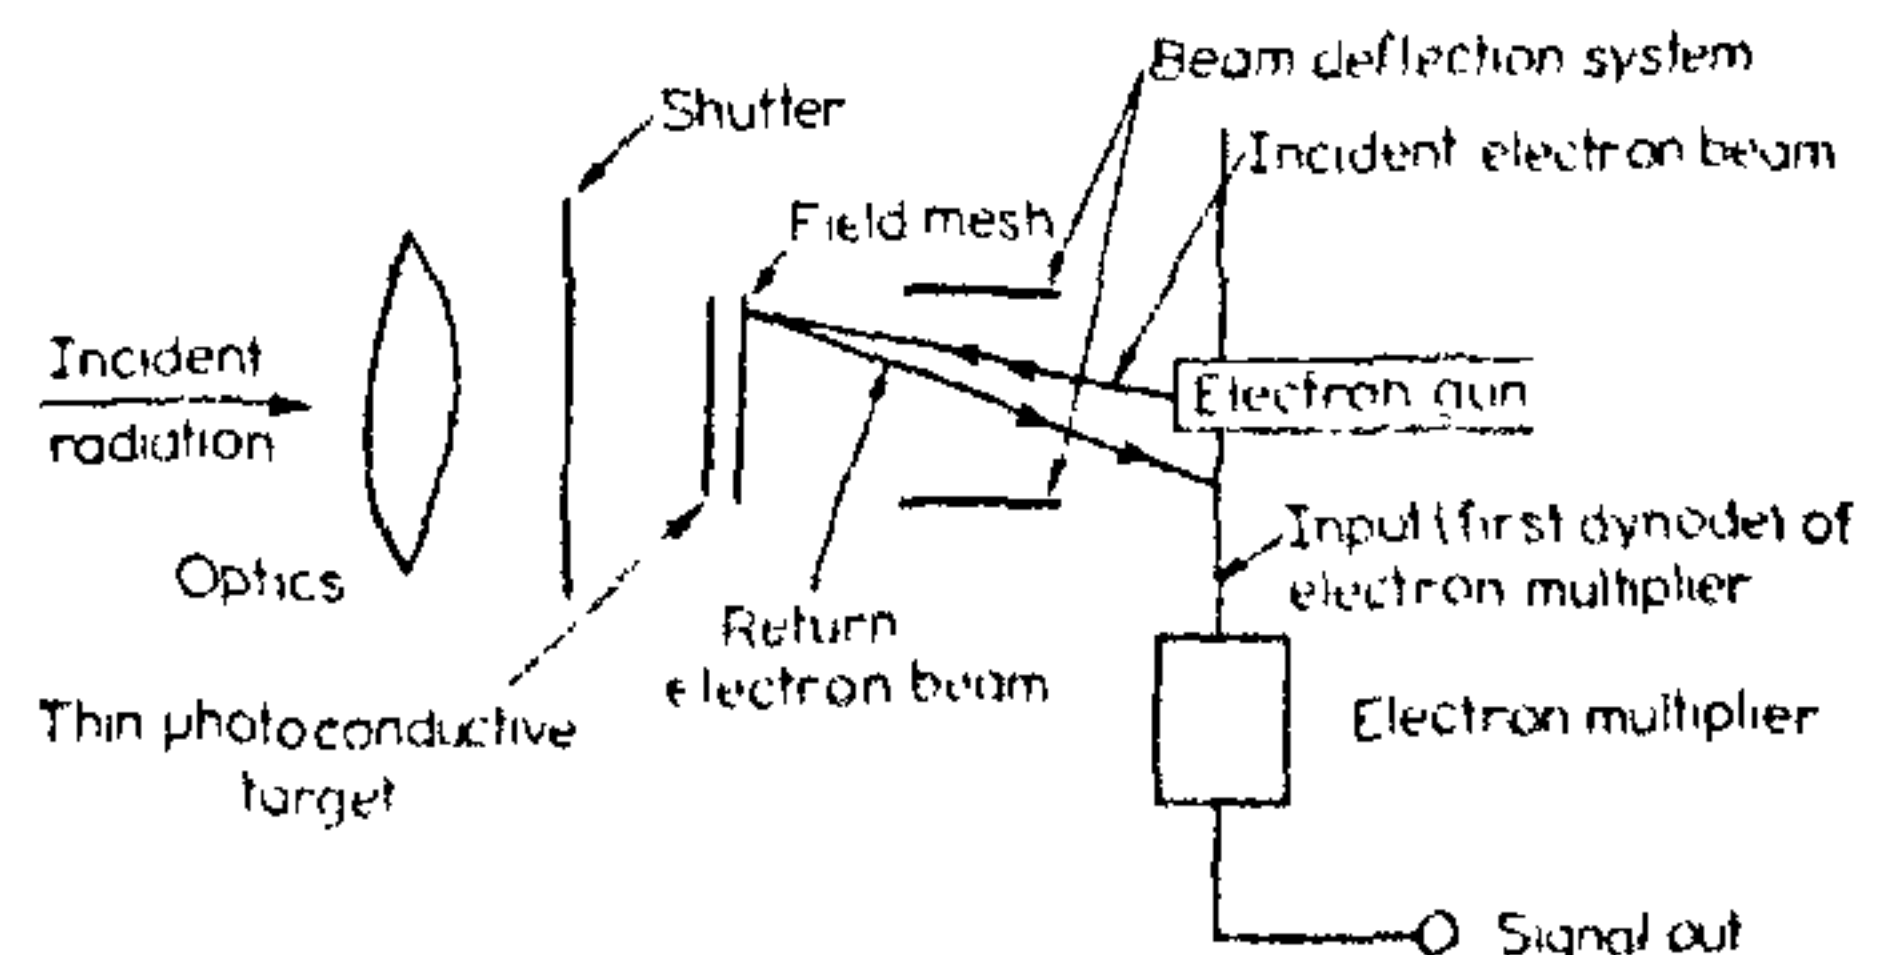 Beam deflection system
Shutter
Incident electron beam
Field mesh
Incident
radiation
Electron gun
Optics
Input (first dynode) of
electron multiplier
Return
electron beam
Thin photoconductive
target
Electron multiplier
Signal out